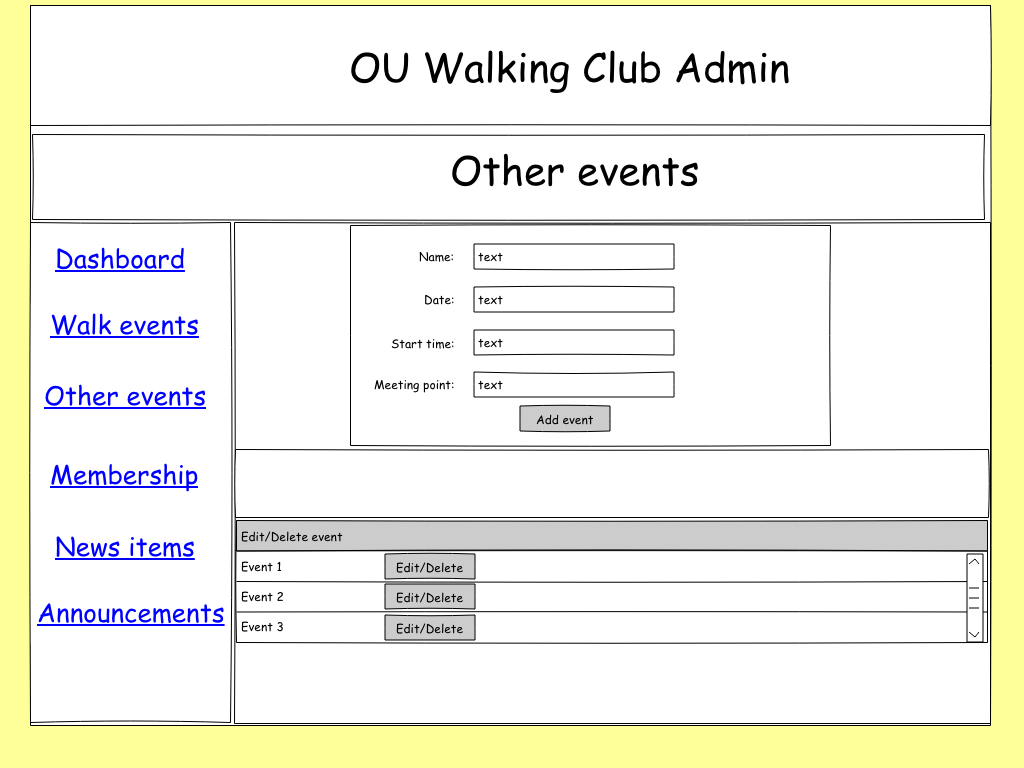 OU Walking Club Admin
Other events
Dashboard
Walk events
Other events
Membership
News items
Announcements
Name: text
Date: text
Start time: text
Meeting point: text
Add event
Edit/Delete event
Event 1 Edit/Delete
Event 2 Edit/Delete
Event 3 Edit/Delete